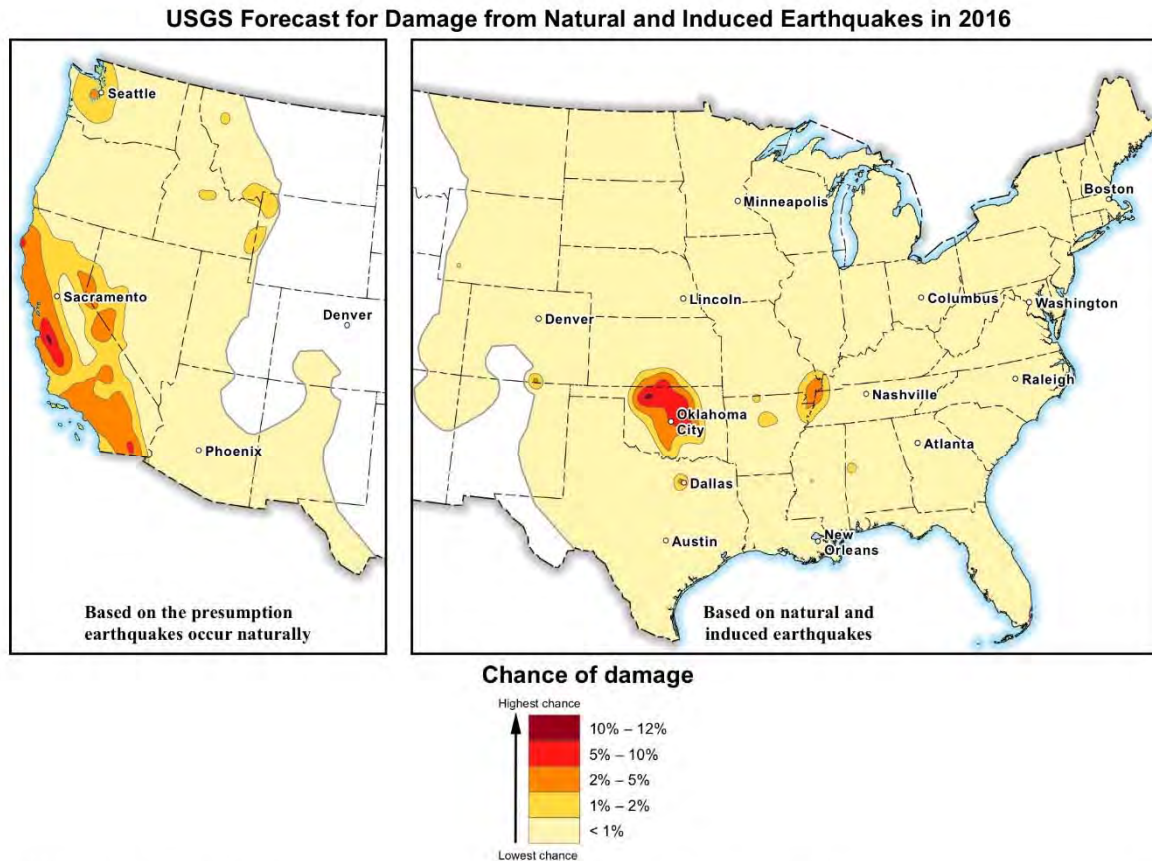 USGS Forecast for Damage from Natural and Induced Earthquakes in 2016
Seattle
Sacramento
Denver
Phoenix
Based on the presumption
earthquakes occur naturally
Boston
Minneapolis
Lincoln
Columbus
Washington
Denver
Raleigh
Nashville
Oklahoma
City
Atlanta
Dallas
Austin
New
Orleans
Based on natural and
induced earthquakes
Chance of damage
Highest chance
10% – 12%
5% – 10%
2% – 5%
1% – 2%
< 1%
Lowest chance